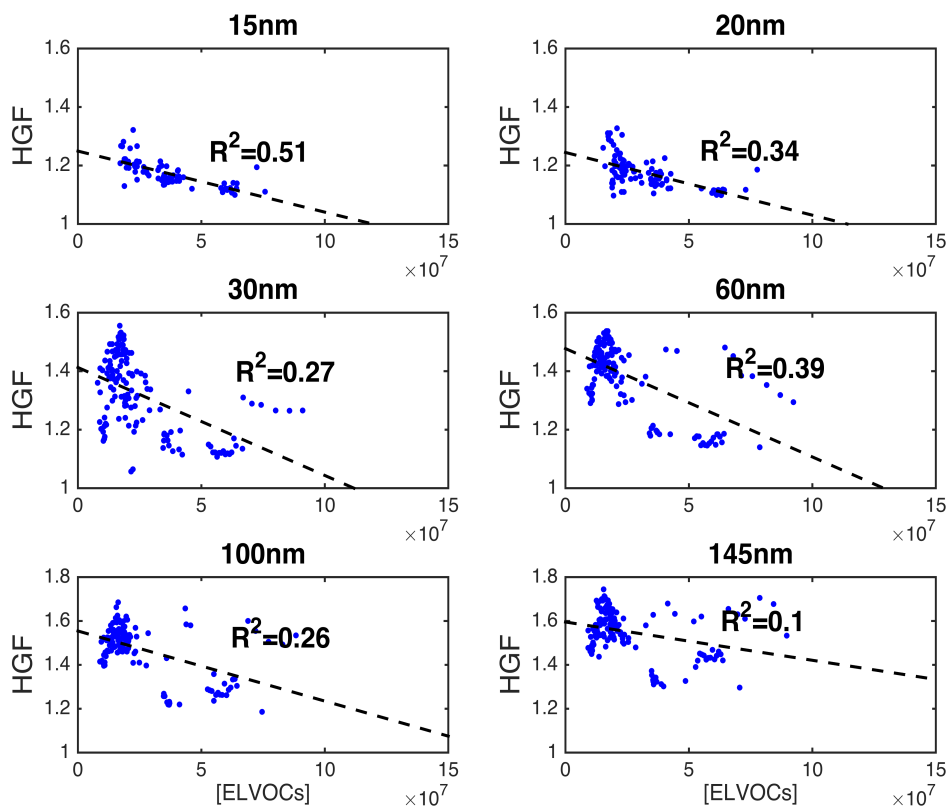 15nm
20nm
1.6
1.4
1.2
1
HGF
R²=0.51
0
5
10
15
×10⁷
1.6
1.4
1.2
1
HGF
R²=0.34
0
5
10
15
×10⁷
30nm
60nm
1.6
1.4
1.2
1
HGF
R²=0.27
0
5
10
15
×10⁷
1.6
1.4
1.2
1
HGF
R²=0.39
0
5
10
15
×10⁷
100nm
145nm
1.8
1.6
1.4
1.2
1
HGF
R²=0.26
0
5
10
15
[ELVOCs]
×10⁷
1.8
1.6
1.4
1.2
1
HGF
R²=0.1
0
5
10
15
[ELVOCs]
×10⁷